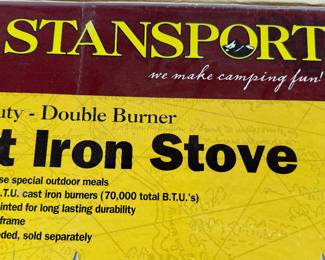 STANSPORT
we make camping fun!
uty - Double Burner
t Iron Stove
se special outdoor meals
.T.U. cast iron burners (70,000 total B.T.U.'s)
inted for long lasting durability
frame
ded, sold separately